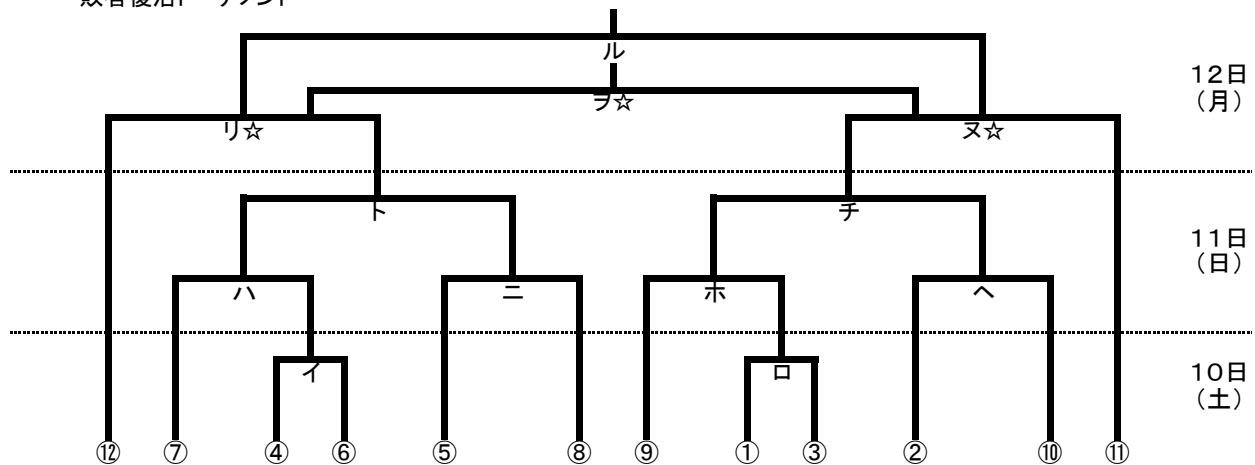 敗者復活トーナメント
ル
12日
(月)
ヲ☆
リ☆
ヌ☆
ト
チ
11日
(日)
ハ
ニ
ホ
ヘ
イ
ロ
10日
(土)
⑫ ⑦ ④ ⑥ ⑤ ⑧ ⑨ ① ③ ② ⑩ ⑪